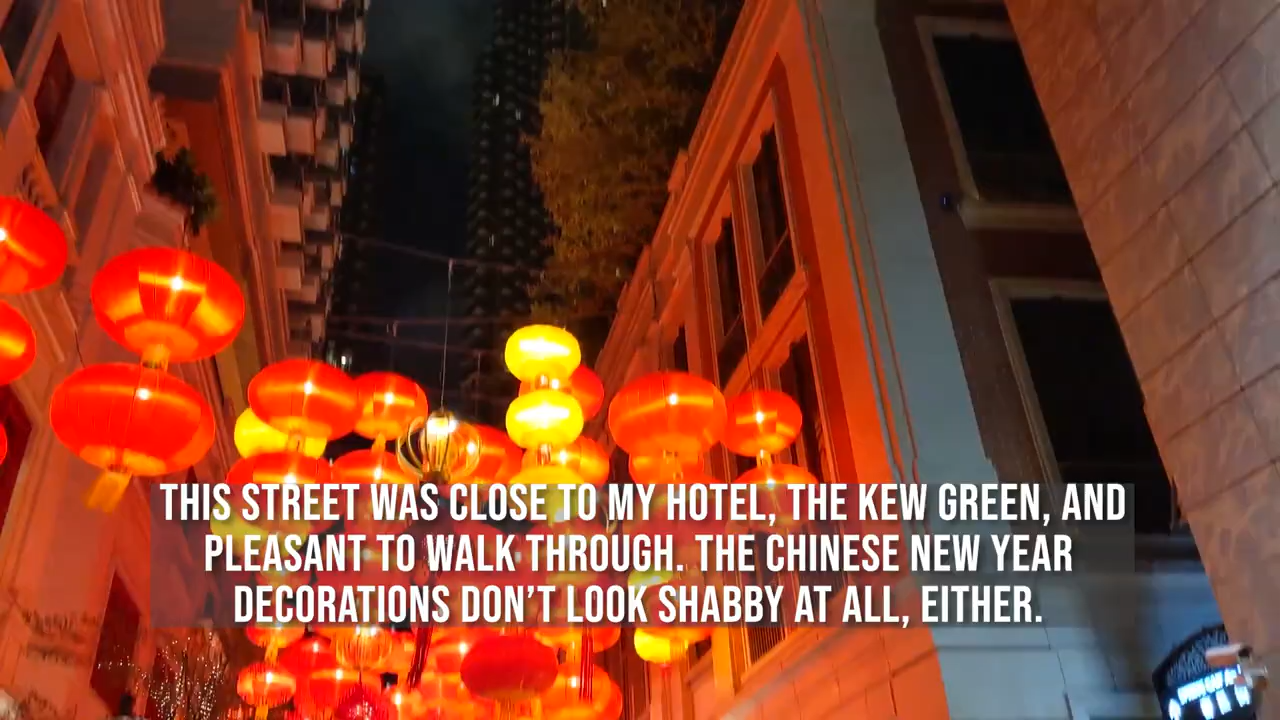 THIS STREET WAS CLOSE TO MY HOTEL, THE KEW GREEN, AND
PLEASANT TO WALK THROUGH. THE CHINESE NEW YEAR
DECORATIONS DON’T LOOK SHABBY AT ALL, EITHER.